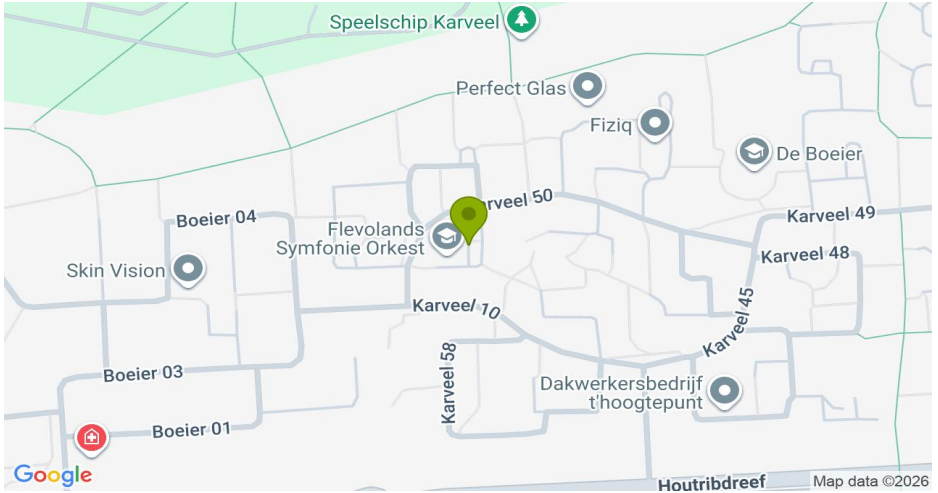 Speelschip Karveel
Perfect Glas
Fiziq
De Boeier
Karveel 50
Boeier 04
Karveel 49
Flevolands
Symfonie Orkest
Karveel 48
Skin Vision
Karveel 10
Karveel 45
Karveel 58
Boeier 03
Dakwerkersbedrijf
t'hoogtepunt
Boeier 01
Google
Houtribdreef
Map data ©2026